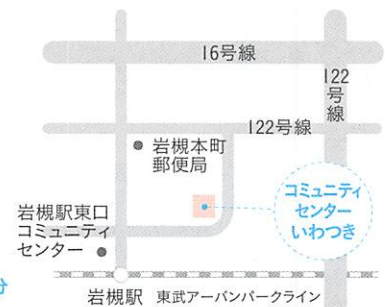 16号線
122
号
線
122号線
岩槻本町
郵便局
コミュニティ
センター
いわつき
岩槻駅東口
コミュニティ
センター
分
岩槻駅
東武アーバンパークライン